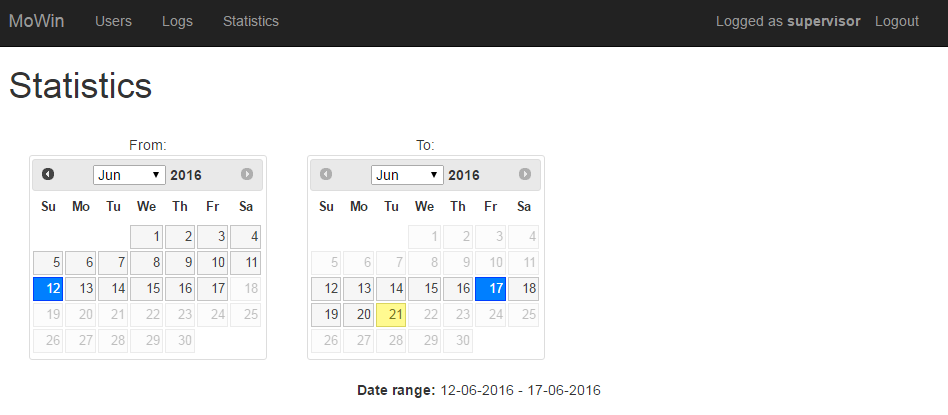 MoWin Users Logs Statistics Logged as supervisor Logout
Statistics
From: To:
Jun 2016 Jun 2016
Su Mo Tu We Th Fr Sa Su Mo Tu We Th Fr Sa
1 2 3 4 1 2 3 4
5 6 7 8 9 10 11 5 6 7 8 9 10 11
12 13 14 15 16 17 18 12 13 14 15 16 17 18
19 20 21 22 23 24 25 19 20 21 22 23 24 25
26 27 28 29 30 26 27 28 29 30
Date range: 12-06-2016 - 17-06-2016